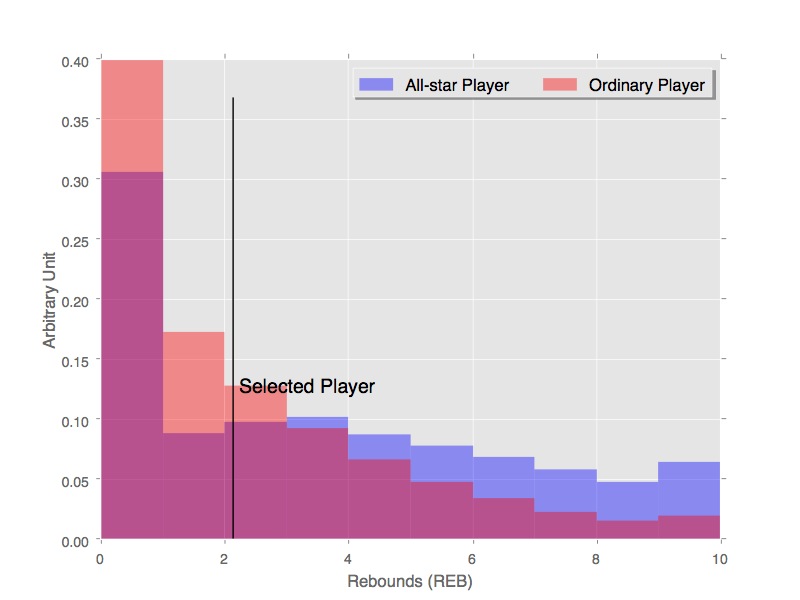 0.40
All-star Player Ordinary Player
0.35
0.30
0.25
Arbitrary Unit
0.20
0.15
Selected Player
0.10
0.05
0.00
0 2 4 6 8 10
Rebounds (REB)